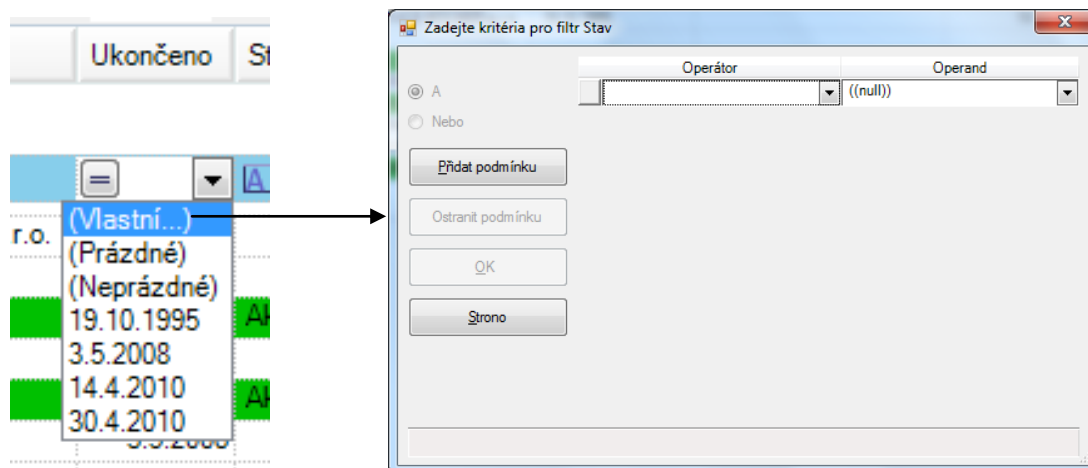 Ukončeno St
=
A
(Vlastní...)
r.o.
(Prázdné)
(Neprázdné)
19.10.1995
3.5.2008
14.4.2010
30.4.2010
Zadejte kritéria pro filtr Stav
Operátor Operand
A
((null))
Nebo
Přidat podmínku
Ostranit podmínku
OK
Strono